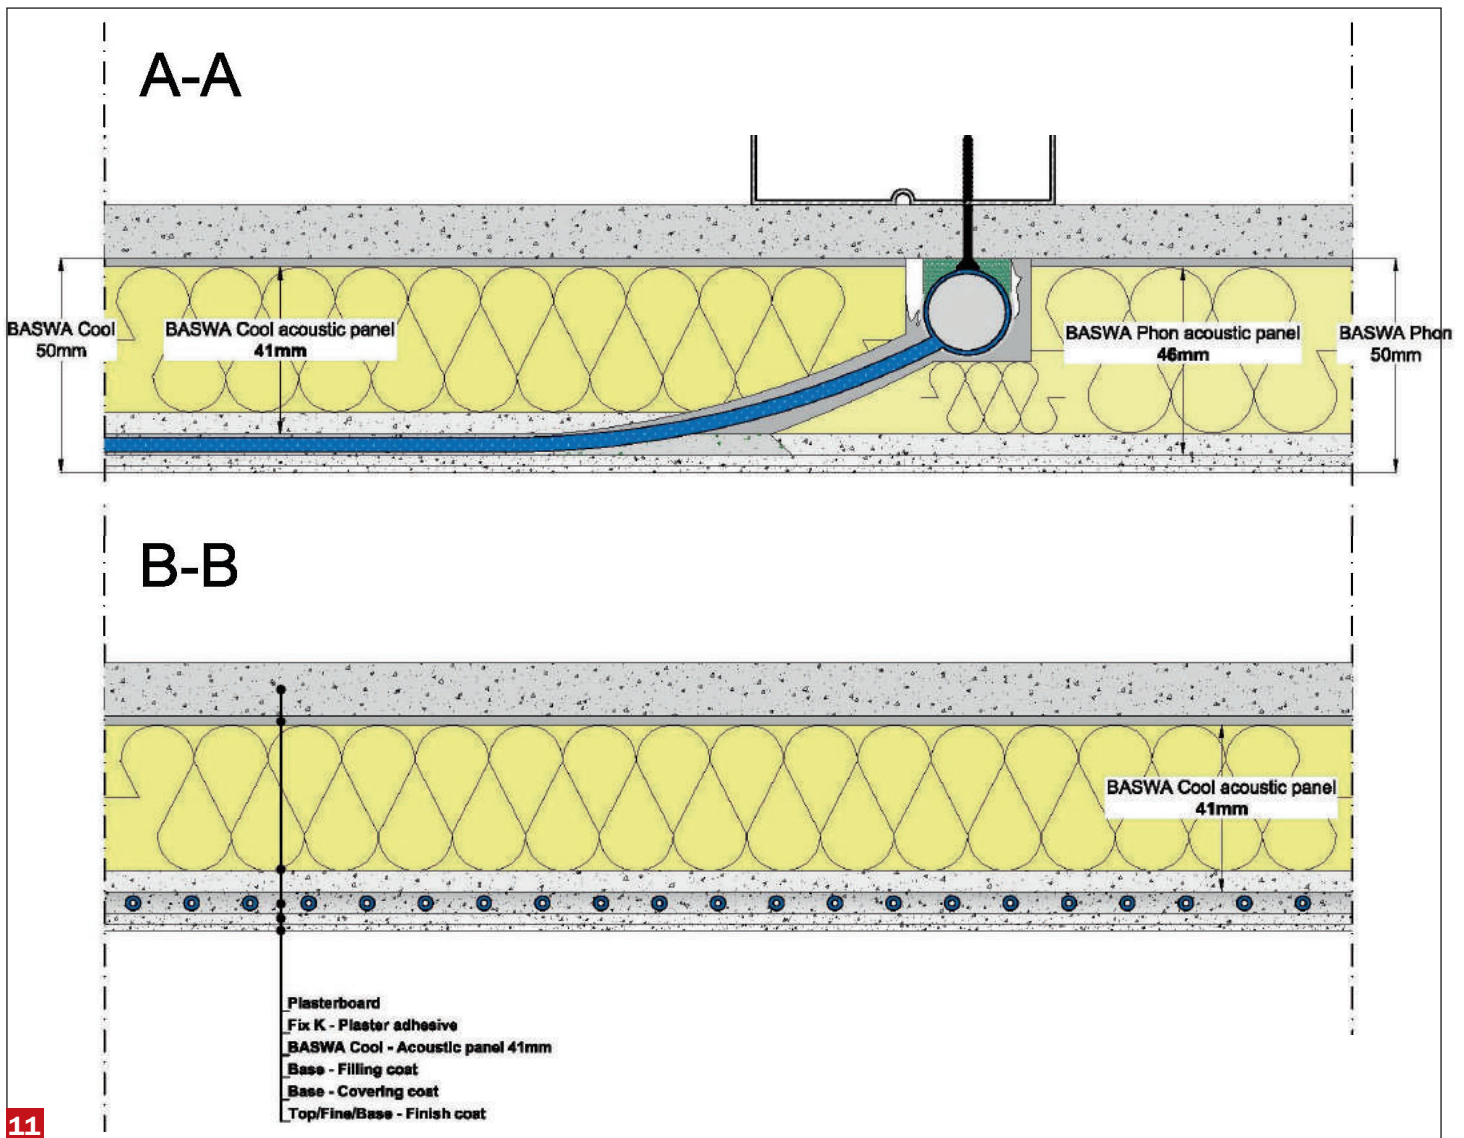 A-A
BASWA Cool
50mm
BASWA Cool acoustic panel
41mm
BASWA Phon acoustic panel
46mm
BASWA Phon
50mm
B-B
BASWA Cool acoustic panel
41mm
Plasterboard
Fix K - Plaster adhesive
BASWA Cool - Acoustic panel 41mm
Base - Filling coat
Base - Covering coat
Top/Fine/Base - Finish coat
11